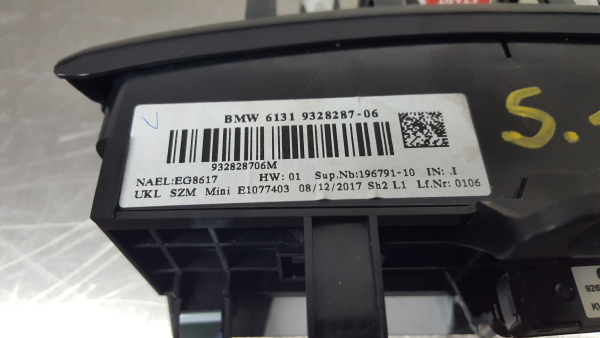 START
BMW 6131 9328287-06
932828706M
NAEL:EG8617 HW: 01 Sup.Nb:196791-10 IN: .I
UKL SZM Mini E1077403 08/12/2017 Sh2 L1 Lf.Nr: 0106